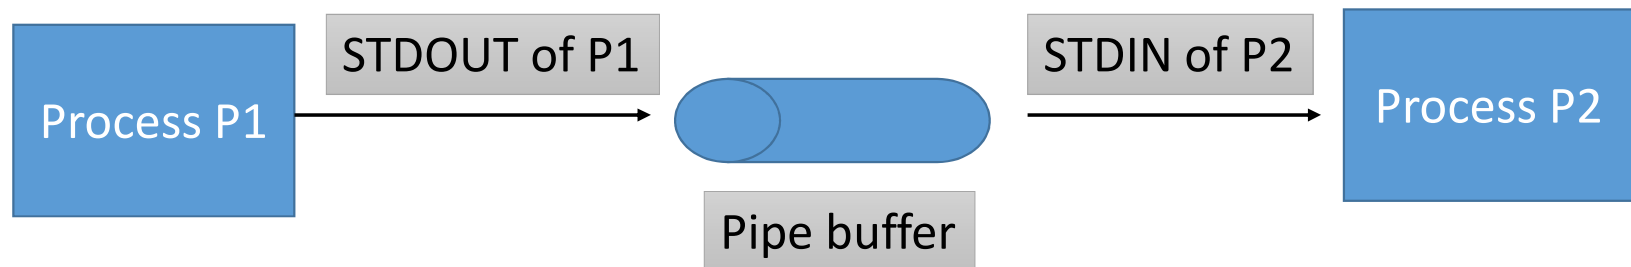 Process P1
STDOUT of P1
Pipe buffer
STDIN of P2
Process P2